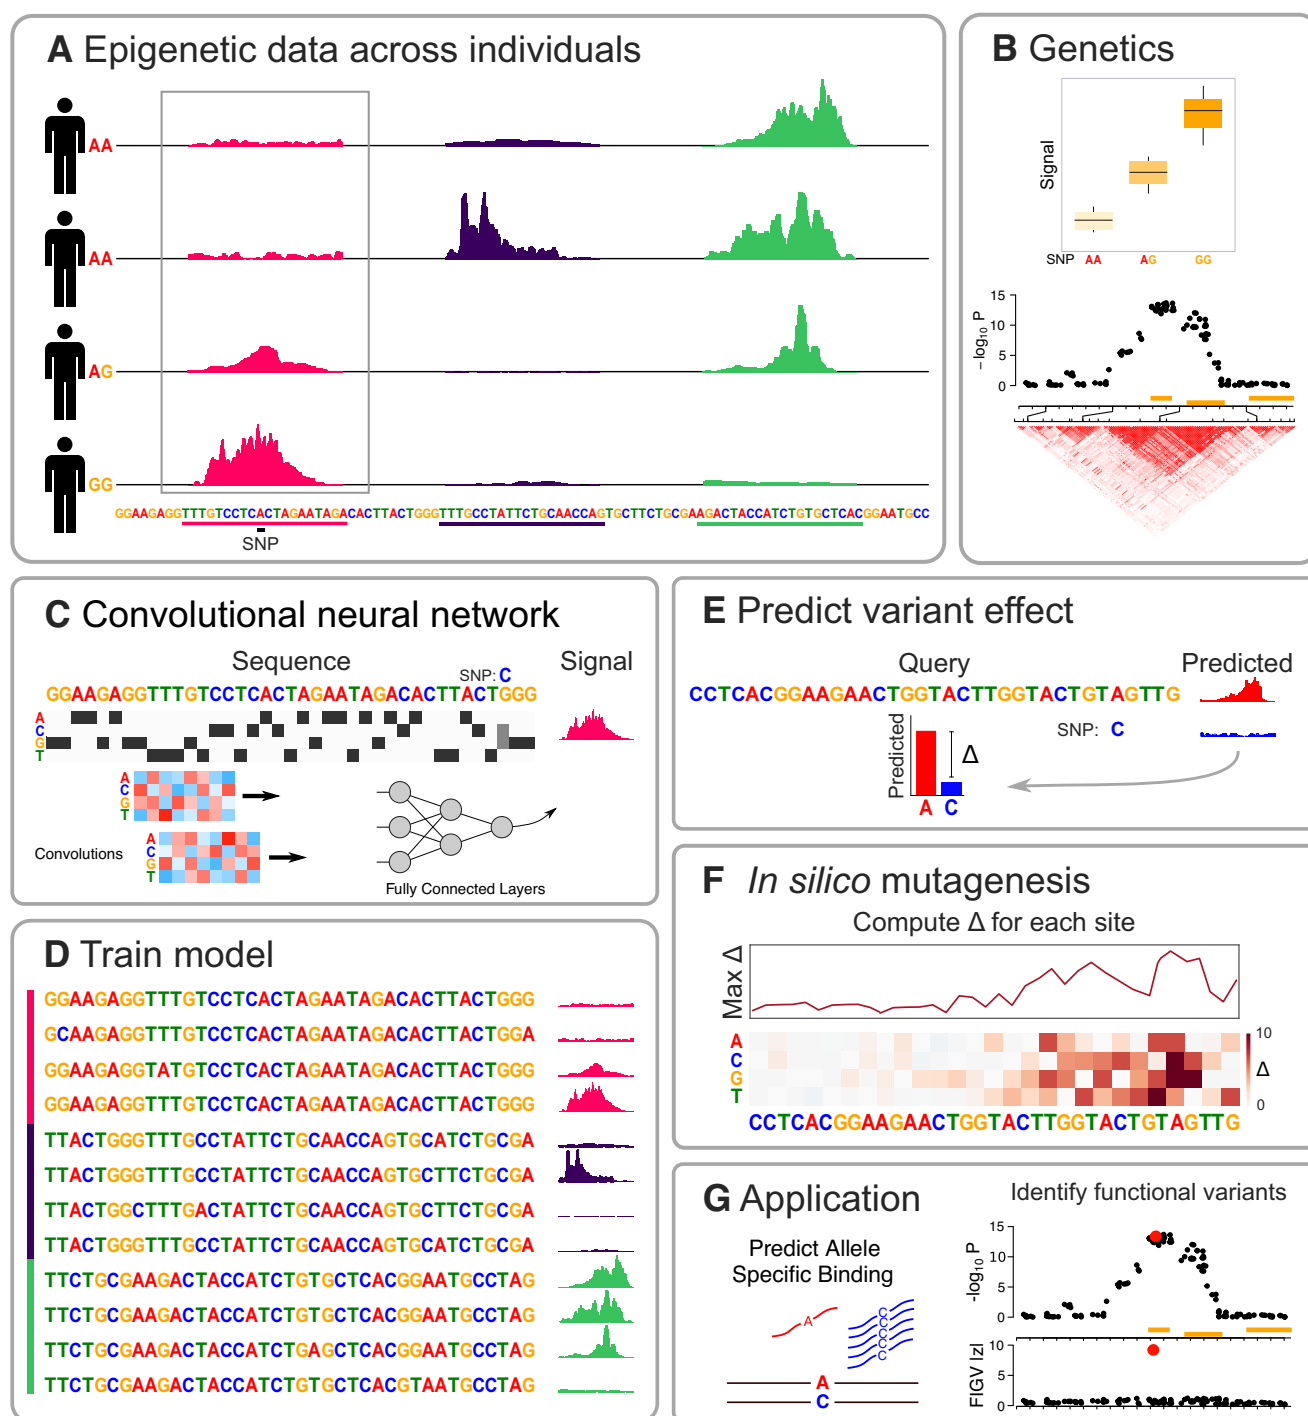 A Epigenetic data across individuals
AA
AA
AG
GG
GGAAGAGGTTTGTCCTCACTAGAATAGACACTTACTGGGTTTGCCTATTCTGCAACCAGTGCTTCTGCGAAGACTACCATCTGTGCTCACGGAATGCC
SNP
B Genetics
Signal
SNP AA AG GG
15
10
5
0
−log10 P
C Convolutional neural network
Sequence
Signal
SNP: C
GGAAGAGGTTTGTCCTCACTAGAATAGACACTTACTGGG
A
C
G
T
A
C
G
T
Convolutions
A
C
G
T
Fully Connected Layers
D Train model
GGAAGAGGTTTGTCCTCACTAGAATAGACACTTACTGGG
GCAAGAGGTTTGTCCTCACTAGAATAGACACTTACTGGA
GGAAGAGGTATGTCCTCACTAGAATAGACACTTACTGGG
GGAAGAGGTTTGTCCTCACTAGAATAGACACTTACTGGG
TTACTGGGTTTGCCTATTCTGCAACCAGTGCATCTGCGA
TTACTGGGTTTGCCTATTCTGCAACCAGTGCTTCTGCGA
TTACTGGCTTTGACTATTCTGCAACCAGTGCTTCTGCGA
TTACTGGGTTTGCCTATTCTGCAACCAGTGCATCTGCGA
TTCTGCGAAGACTACCATCTGTGCTCACGGAATGCCTAG
TTCTGCGAAGACTACCATCTGTGCTCACGGAATGCCTAG
TTCTGCGAAGACTACCATCTGAGCTCACGGAATGCCTAG
TTCTGCGAAGACTACCATCTGTGCTCACGTAATGCCTAG
E Predict variant effect
Query
Predicted
CCTCACGGAAGAACTGGTACTTGGTACTGTAGTTG
SNP: C
Predicted
Δ
A C
F In silico mutagenesis
Compute Δ for each site
Max Δ
A
C
G
T
10
Δ
0
CCTCACGGAAGAACTGGTACTTGGTACTGTAGTTG
G Application
Predict Allele
Specific Binding
A
C
C
C
C
C
A
C
Identify functional variants
15
10
5
0
-log10 P
10
5
0
FIGV |z|